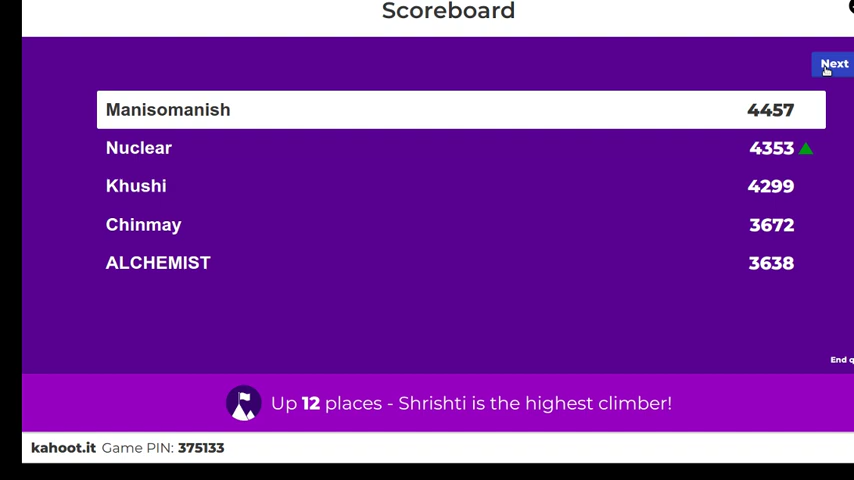 Scoreboard
Next
Manisomanish 4457
Nuclear 4353
Khushi 4299
Chinmay 3672
ALCHEMIST 3638
End q
Up 12 places - Shrishti is the highest climber!
kahoot.it Game PIN: 375133